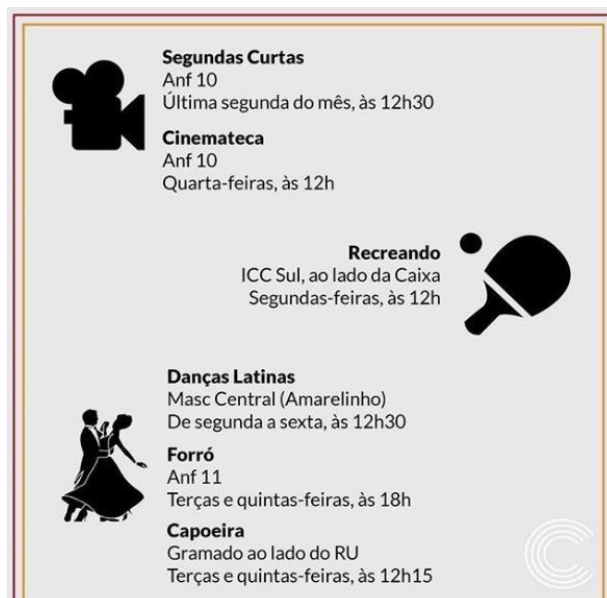 Segundas Curtas
Anf 10
Última segunda do mês, às 12h30
Cinemateca
Anf 10
Quarta-feiras, às 12h
Recreando
ICC Sul, ao lado da Caixa
Segundas-feiras, às 12h
Danças Latinas
Masc Central (Amarelinho)
De segunda a sexta, às 12h30
Forró
Anf 11
Terças e quintas-feiras, às 18h
Capoeira
Gramado ao lado do RU
Terças e quintas-feiras, às 12h15